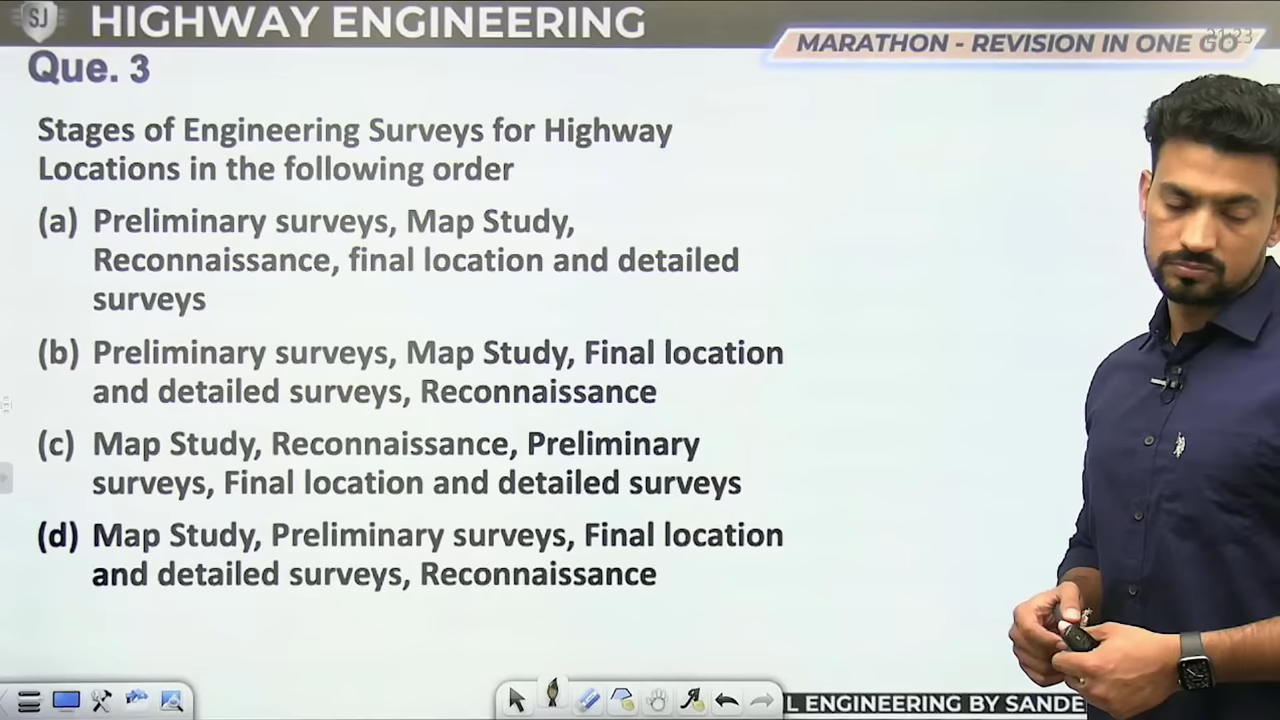 SJ
HIGHWAY ENGINEERING
MARATHON - REVISION IN ONE GO
21:23
Que. 3
Stages of Engineering Surveys for Highway
Locations in the following order
(a) Preliminary surveys, Map Study,
Reconnaissance, final location and detailed
surveys
(b) Preliminary surveys, Map Study, Final location
and detailed surveys, Reconnaissance
(c) Map Study, Reconnaissance, Preliminary
surveys, Final location and detailed surveys
(d) Map Study, Preliminary surveys, Final location
and detailed surveys, Reconnaissance
L ENGINEERING BY SANDE